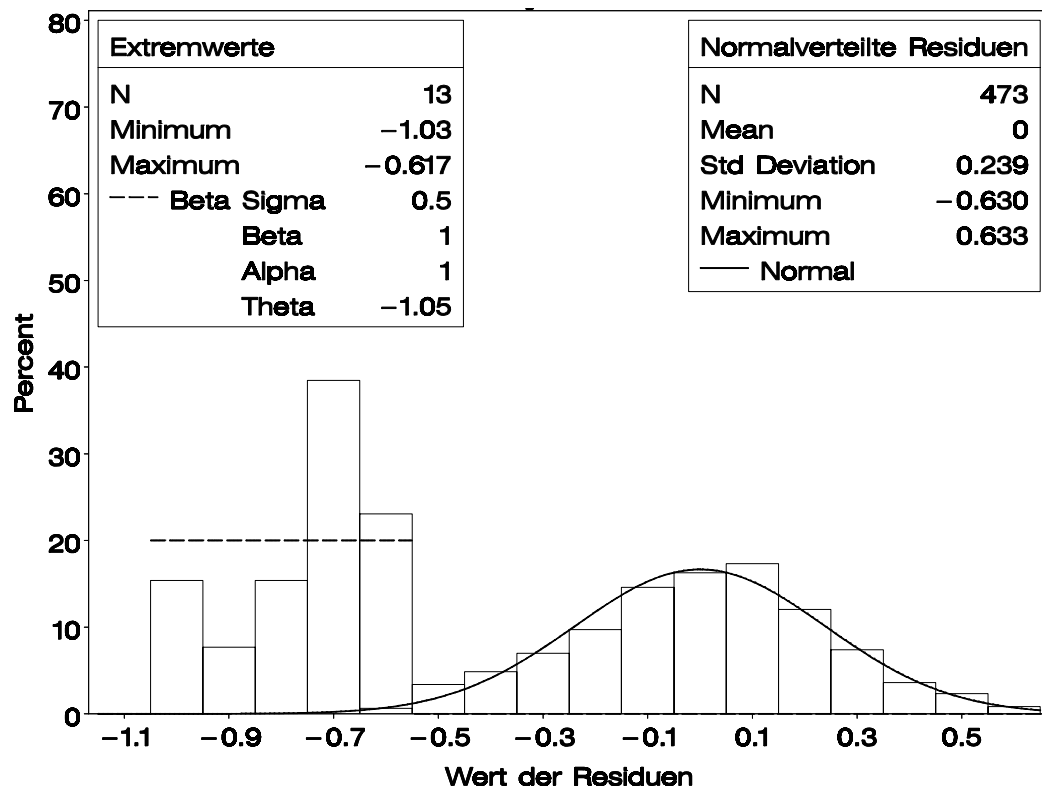 Extremwerte
N 13
Minimum −1.03
Maximum −0.617
Beta Sigma 0.5
Beta 1
Alpha 1
Theta −1.05
Normalverteilte Residuen
N 473
Mean 0
Std Deviation 0.239
Minimum −0.630
Maximum 0.633
Normal
Percent
80
70
60
50
40
30
20
10
0
−1.1 −0.9 −0.7 −0.5 −0.3 −0.1 0.1 0.3 0.5
Wert der Residuen